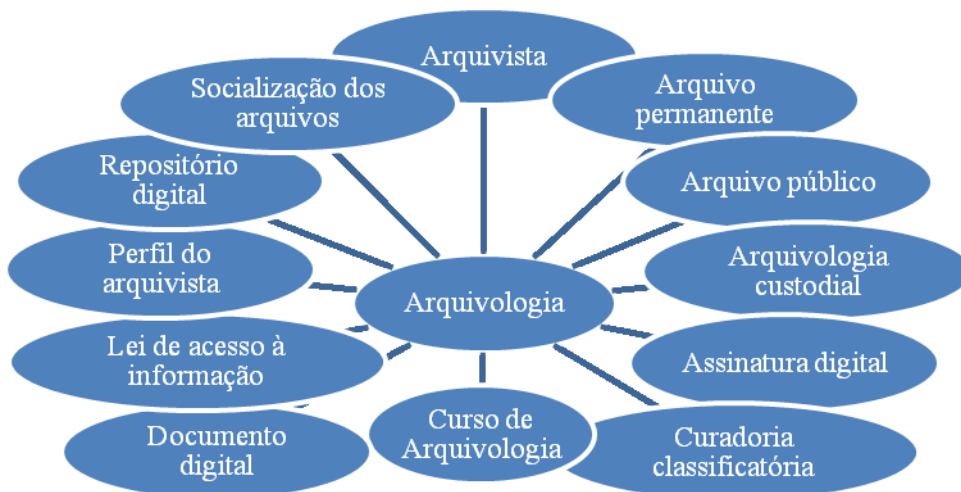 Arquivista
Socialização dos
arquivos
Arquivo
permanente
Repositório
digital
Arquivo público
Perfil do
arquivista
Arquivologia
Arquivologia
custodial
Lei de acesso à
informação
Assinatura digital
Documento
digital
Curso de
Arquivologia
Curadoria
classificatória